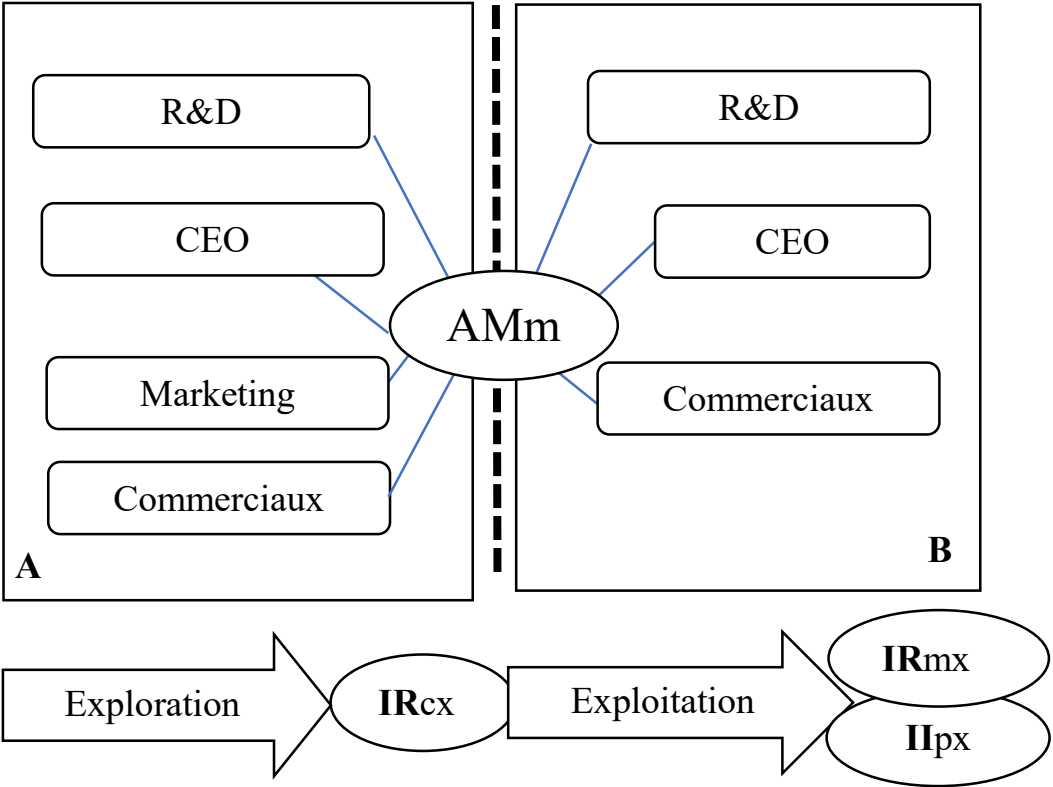 R&D
CEO
Marketing
Commerciaux
A
AMm
R&D
CEO
Commerciaux
B
Exploration
IRcx
Exploitation
IRmx
IIpx